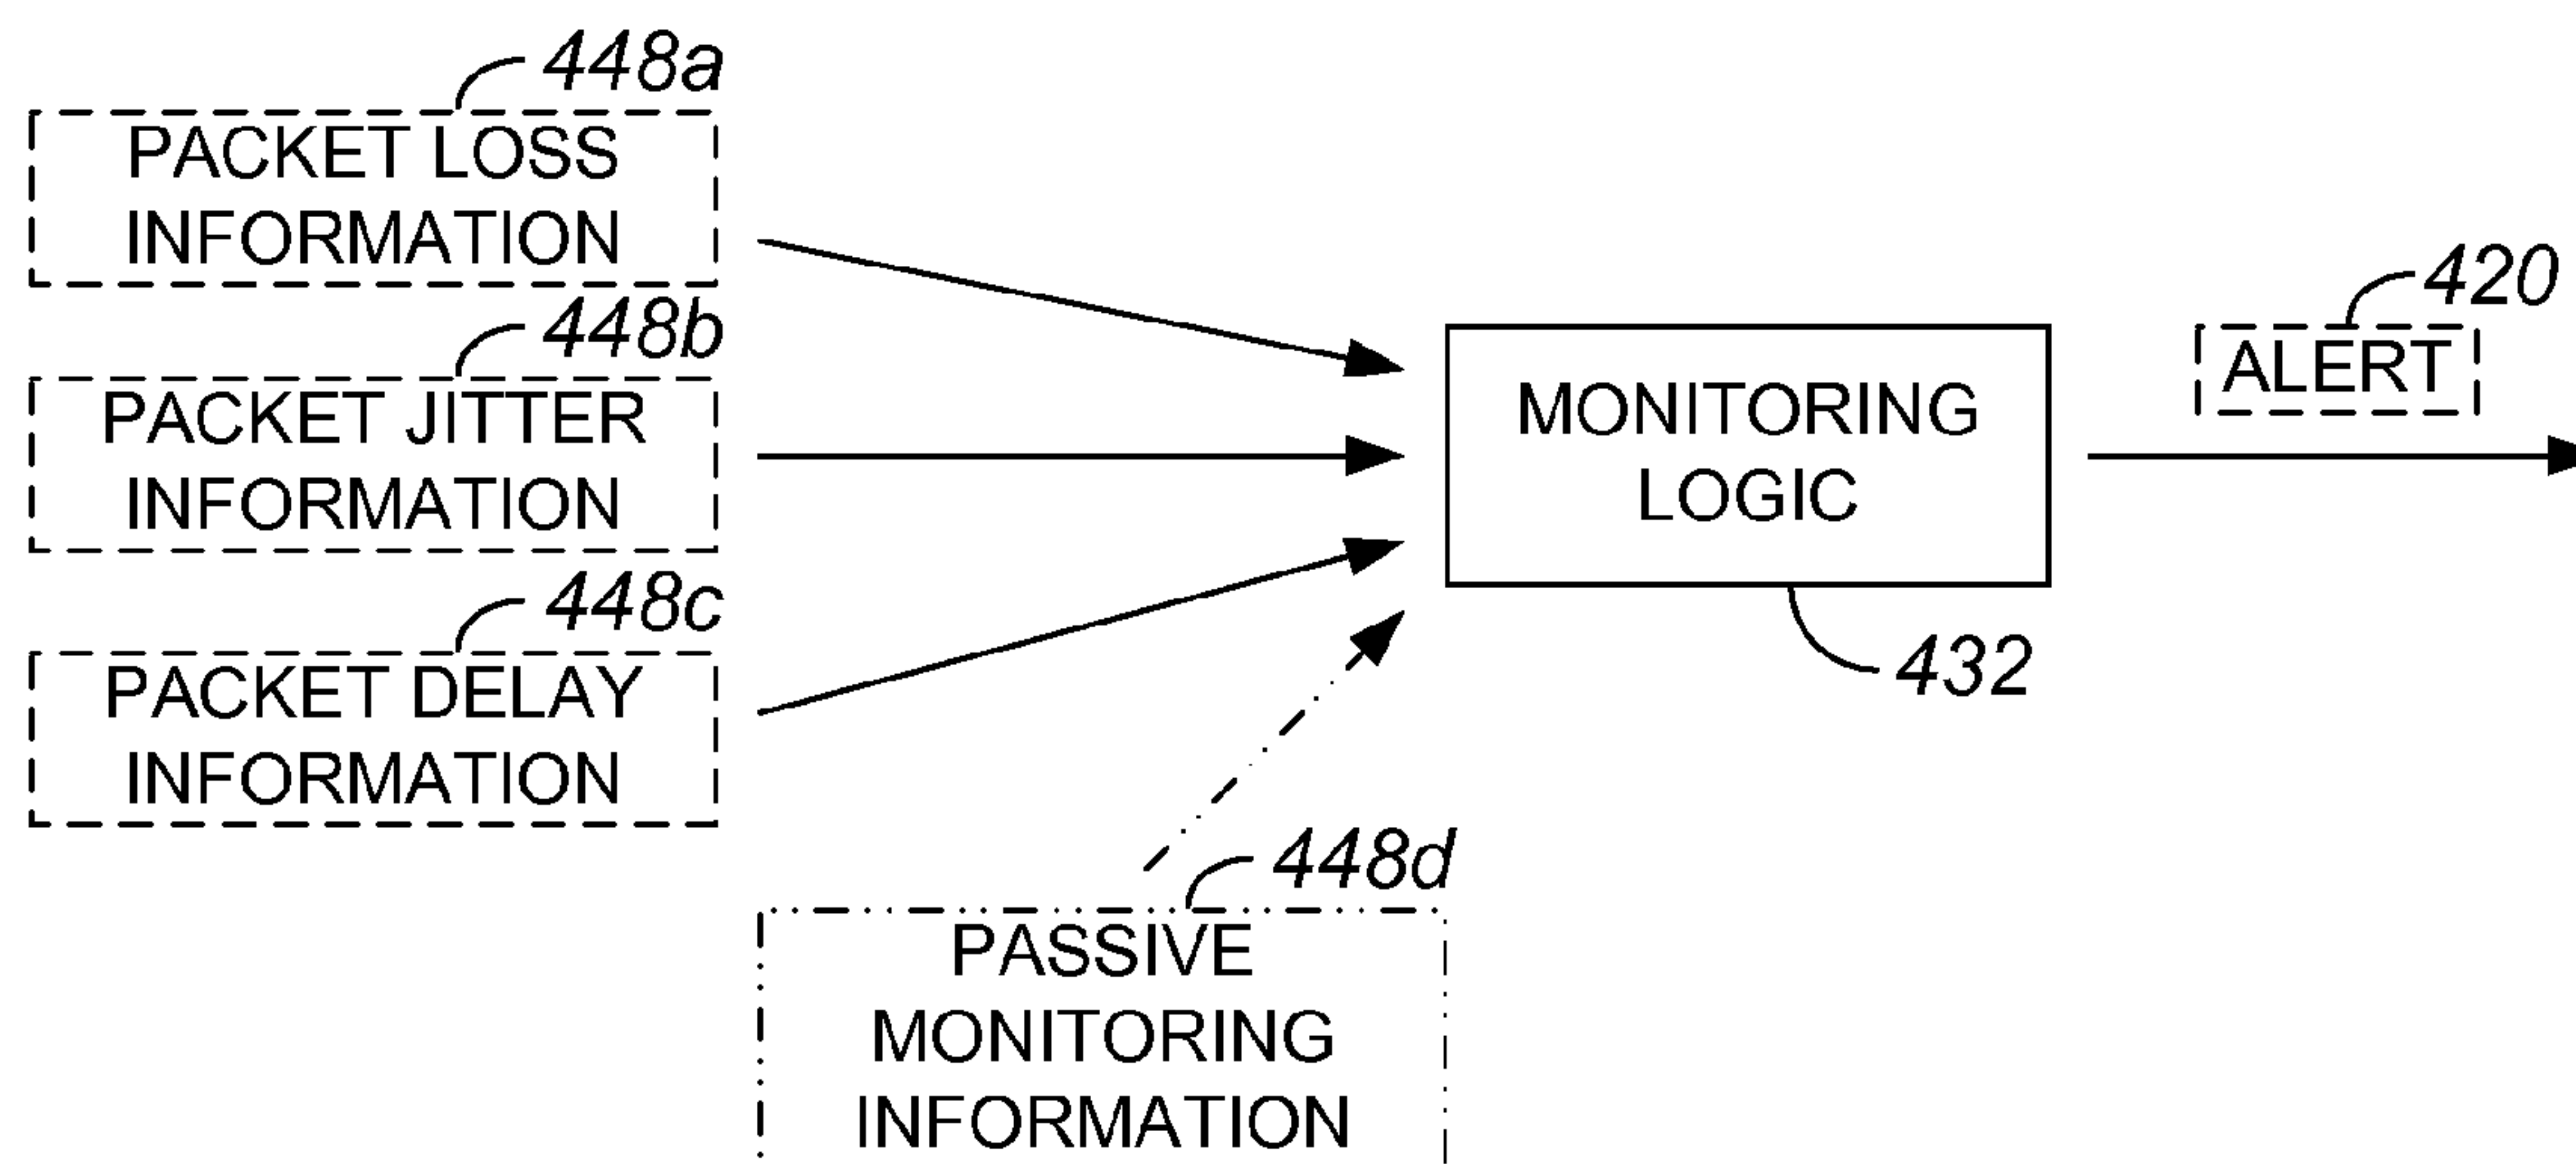 448a
PACKET LOSS
INFORMATION
448b
PACKET JITTER
INFORMATION
448c
PACKET DELAY
INFORMATION
448d
PASSIVE
MONITORING
INFORMATION
MONITORING
LOGIC
432
420
ALERT